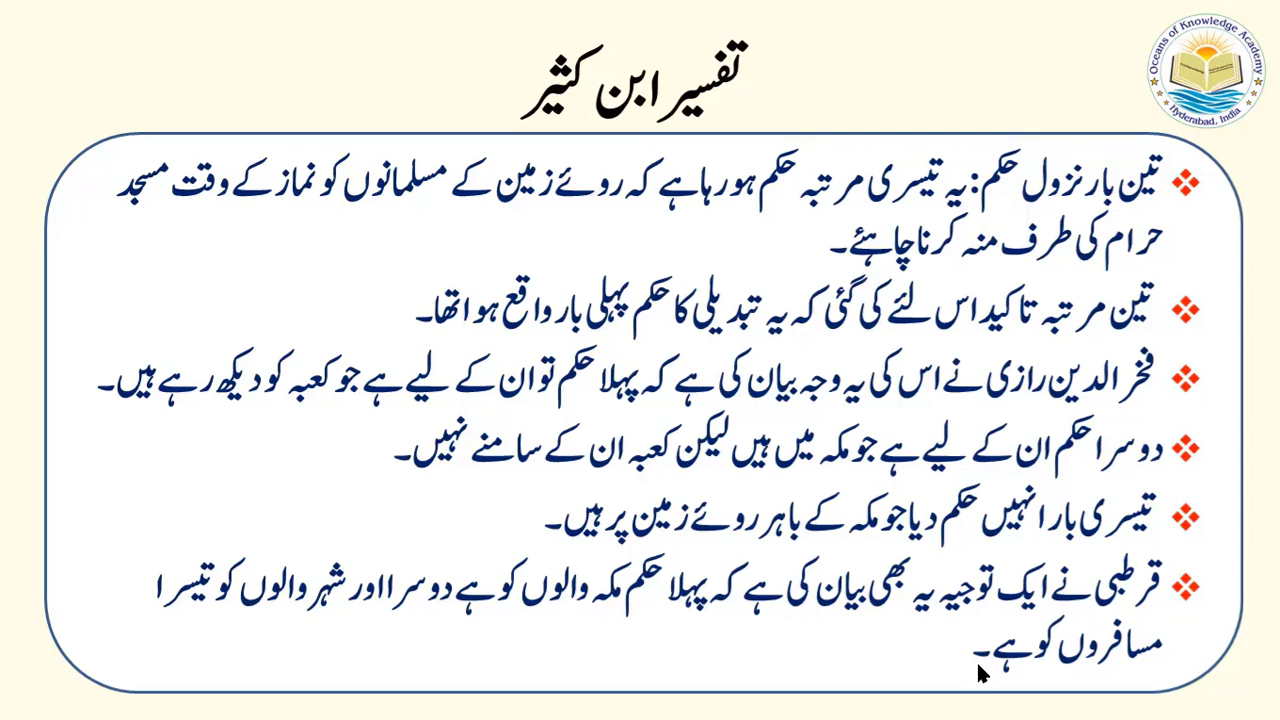 Oceans of Knowledge Academy
Hyderabad, India
تفسیر ابن کثیر
تین بار نزول حکم: یہ تیسری مرتبہ حکم ہو رہا ہے کہ روئے زمین کے مسلمانوں کو نماز کے وقت مسجد
حرام کی طرف منہ کرنا چاہئے۔
تین مرتبہ تاکید اس لئے کی گئی کہ یہ تبدیلی کا حکم پہلی بار واقع ہوا تھا۔
فخر الدین رازی نے اس کی یہ وجہ بیان کی ہے کہ پہلا حکم تو ان کے لیے ہے جو کعبہ کو دیکھ رہے ہیں۔
دوسرا حکم ان کے لیے ہے جو مکہ میں ہیں لیکن کعبہ ان کے سامنے نہیں۔
تیسری بار انہیں حکم دیا جو مکہ کے باہر روئے زمین پر ہیں۔
قرطبی نے ایک توجیہ یہ بھی بیان کی ہے کہ پہلا حکم مکہ والوں کو ہے دوسرا اور شہر والوں کو تیسرا
مسافروں کو ہے۔